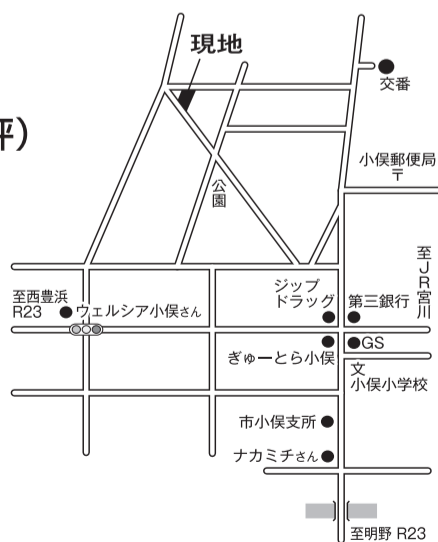 現地
交番
坪)
小俣郵便局
〒
公園
至JR宮川
至西豊浜
R23
ウェルシア小俣さん
ジップ
ドラッグ
第三銀行
ぎゅーとら小俣
GS
文
小俣小学校
市小俣支所
ナカミチさん
至明野 R23